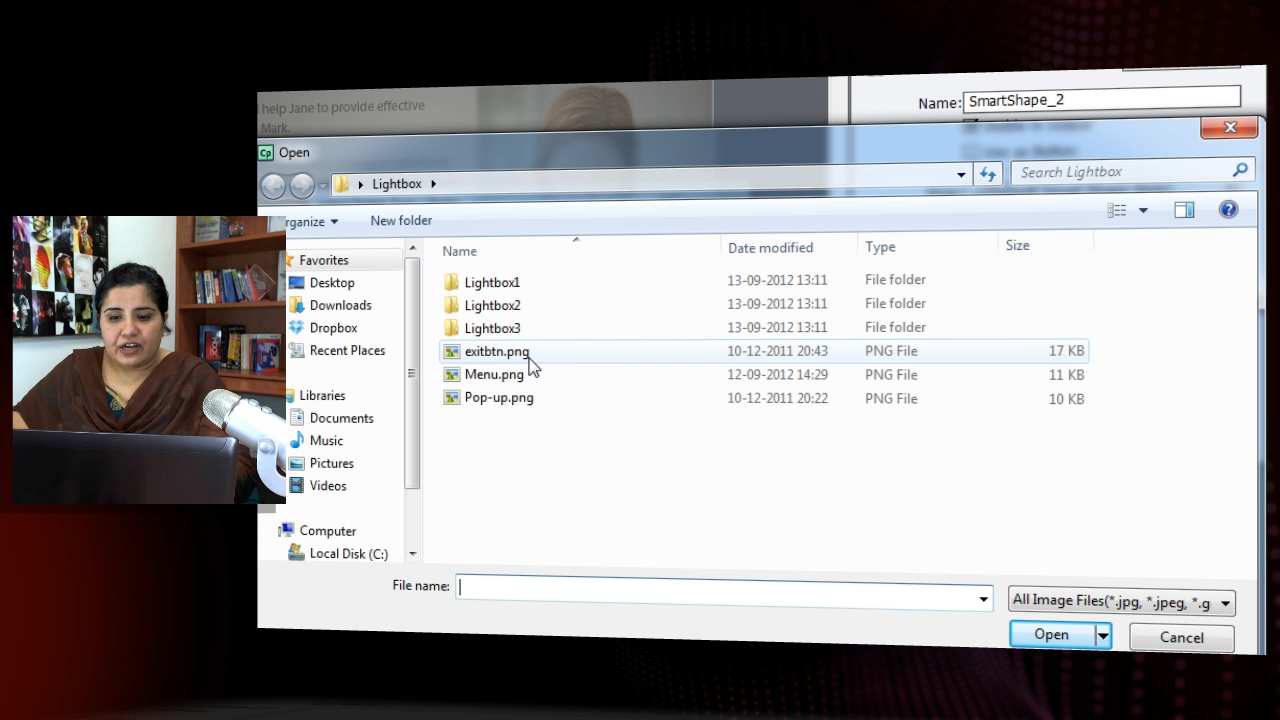 help Jane to provide effective
Mark.
Name: SmartShape_2
Cp Open
Lightbox
Search Lightbox
rganize
New folder
Name
Date modified
Type
Size
Favorites
Desktop
Downloads
Dropbox
Recent Places
Libraries
Documents
Music
Pictures
Videos
Computer
Local Disk (C:)
Lightbox1 13-09-2012 13:11 File folder
Lightbox2 13-09-2012 13:11 File folder
Lightbox3 13-09-2012 13:11 File folder
exitbtn.png 10-12-2011 20:43 PNG File 17 KB
Menu.png 12-09-2012 14:29 PNG File 11 KB
Pop-up.png 10-12-2011 20:22 PNG File 10 KB
File name:
All Image Files(*.jpg, *.jpeg, *.g
Open
Cancel